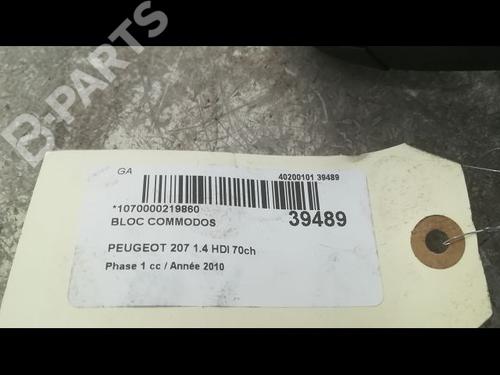 B-PARTS
GA
40200101 39489
*1070000219860
39489
BLOC COMMODOS
PEUGEOT 207 1.4 HDI 70ch
Phase 1 cc / Année 2010